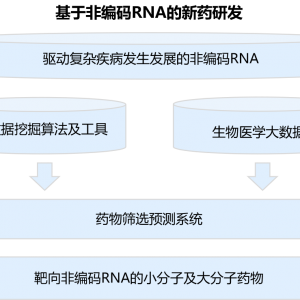 基于非编码RNA的新药研发
驱动复杂疾病发生发展的非编码RNA
据挖掘算法及工具
生物医学大数据
药物筛选预测系统
靶向非编码RNA的小分子及大分子药物